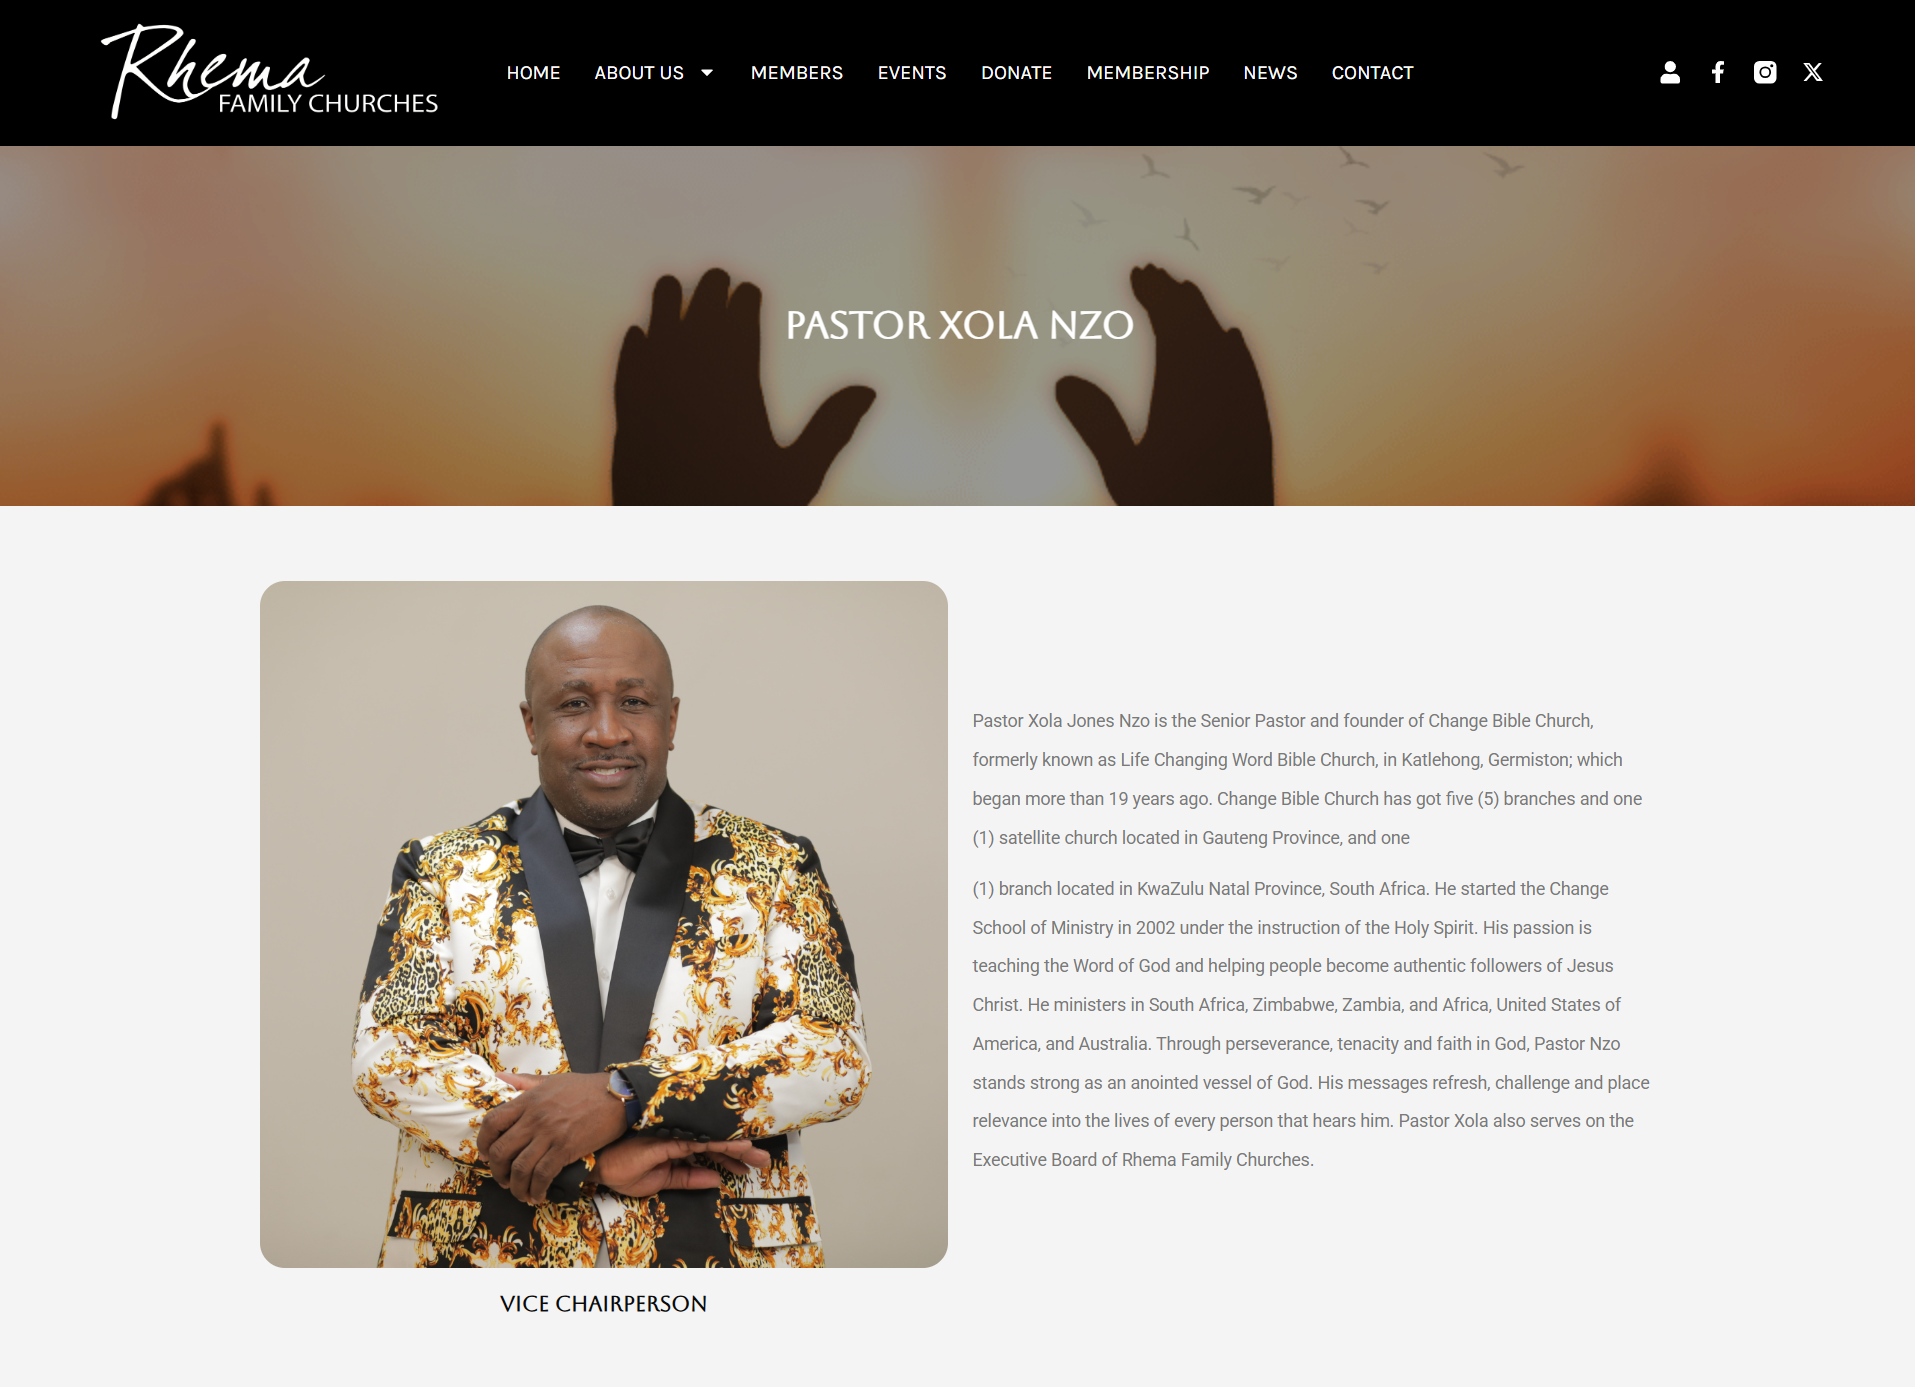 Rhema
FAMILY CHURCHES
HOME ABOUT US MEMBERS EVENTS DONATE MEMBERSHIP NEWS CONTACT
PASTOR XOLA NZO
Pastor Xola Jones Nzo is the Senior Pastor and founder of Change Bible Church,
formerly known as Life Changing Word Bible Church, in Katlehong, Germiston; which
began more than 19 years ago. Change Bible Church has got five (5) branches and one
(1) satellite church located in Gauteng Province, and one
(1) branch located in KwaZulu Natal Province, South Africa. He started the Change
School of Ministry in 2002 under the instruction of the Holy Spirit. His passion is
teaching the Word of God and helping people become authentic followers of Jesus
Christ. He ministers in South Africa, Zimbabwe, Zambia, and Africa, United States of
America, and Australia. Through perseverance, tenacity and faith in God, Pastor Nzo
stands strong as an anointed vessel of God. His messages refresh, challenge and place
relevance into the lives of every person that hears him. Pastor Xola also serves on the
Executive Board of Rhema Family Churches.
VICE CHAIRPERSON